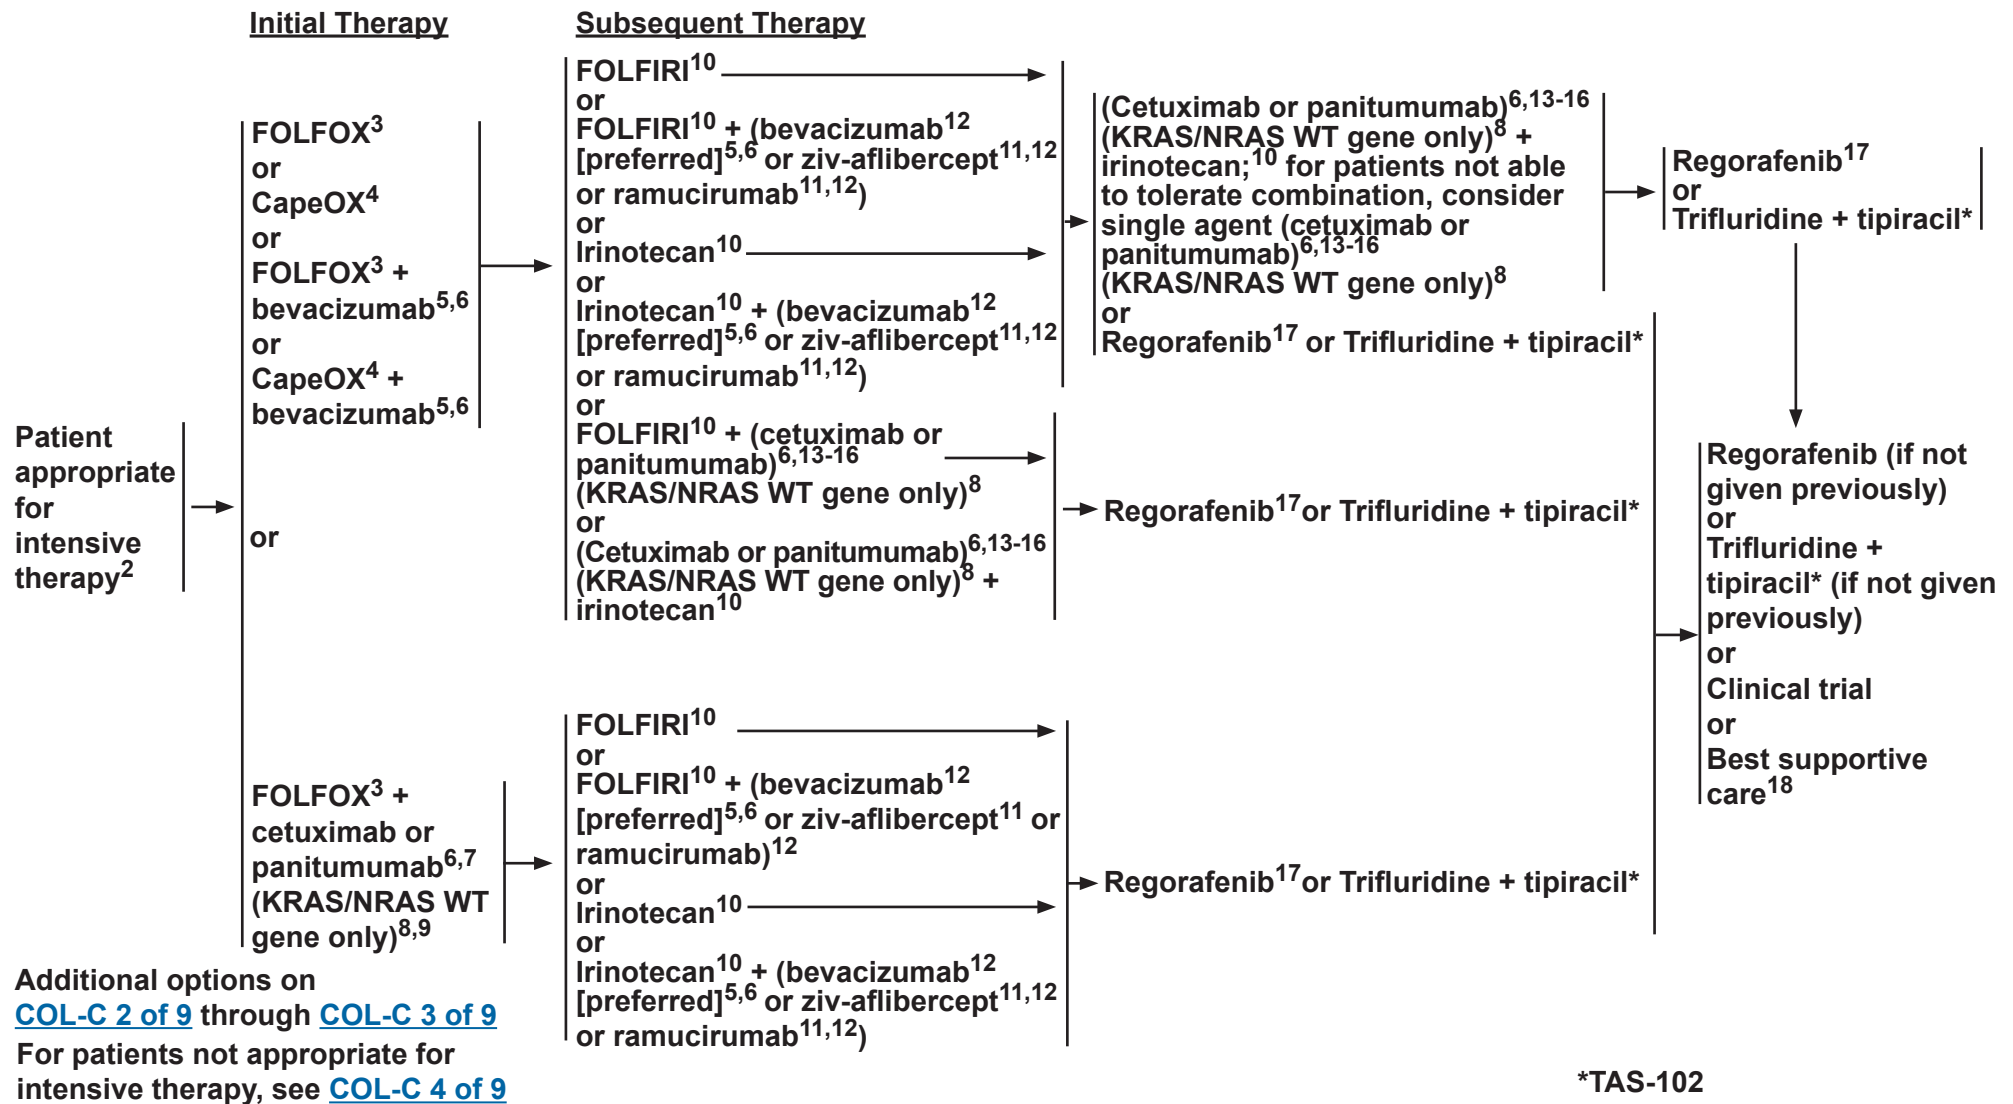 Initial Therapy
Subsequent Therapy
Patient
appropriate
for
intensive
therapy2
FOLFOX3
or
CapeOX4
or
FOLFOX3 +
bevacizumab5,6
or
CapeOX4 +
bevacizumab5,6
or
FOLFOX3 +
cetuximab or
panitumumab6,7
(KRAS/NRAS WT
gene only)8,9
FOLFIRI10
or
FOLFIRI10 + (bevacizumab12
[preferred]5,6 or ziv-aflibercept11,12
or ramucirumab11,12)
or
Irinotecan10
or
Irinotecan10 + (bevacizumab12
[preferred]5,6 or ziv-aflibercept11,12
or ramucirumab11,12)
or
FOLFIRI10 + (cetuximab or
panitumumab)6,13-16
(KRAS/NRAS WT gene only)8
or
(Cetuximab or panitumumab)6,13-16
(KRAS/NRAS WT gene only)8 +
irinotecan10
FOLFIRI10
or
FOLFIRI10 + (bevacizumab12
[preferred]5,6 or ziv-aflibercept11 or
ramucirumab)12
or
Irinotecan10
or
Irinotecan10 + (bevacizumab12
[preferred]5,6 or ziv-aflibercept11,12
or ramucirumab11,12)
(Cetuximab or panitumumab)6,13-16
(KRAS/NRAS WT gene only)8 +
irinotecan;10 for patients not able
to tolerate combination, consider
single agent (cetuximab or
panitumumab)6,13-16
(KRAS/NRAS WT gene only)8
or
Regorafenib17 or Trifluridine + tipiracil*
Regorafenib17or Trifluridine + tipiracil*
Regorafenib17or Trifluridine + tipiracil*
Regorafenib17
or
Trifluridine + tipiracil*
Regorafenib (if not
given previously)
or
Trifluridine +
tipiracil* (if not given
previously)
or
Clinical trial
or
Best supportive
care18
Additional options on
COL-C 2 of 9 through COL-C 3 of 9
For patients not appropriate for
intensive therapy, see COL-C 4 of 9
*TAS-102